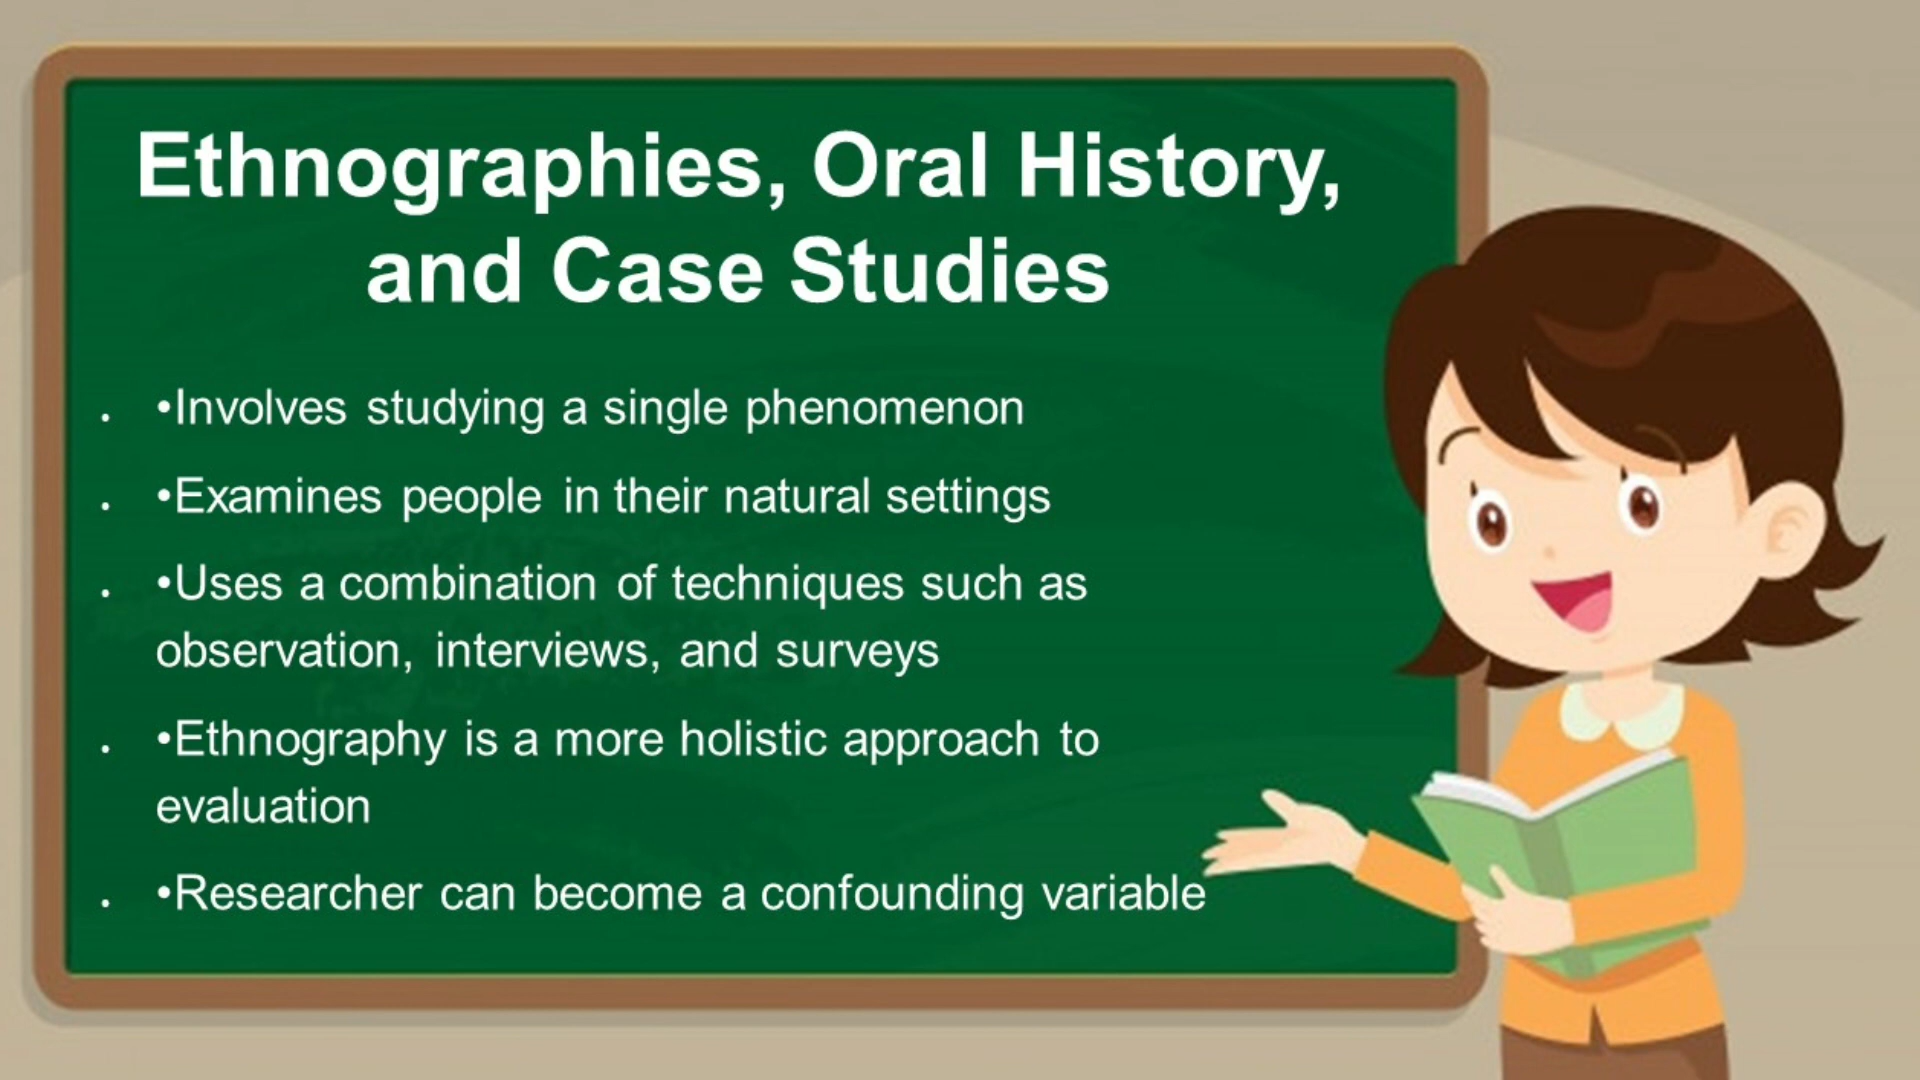 Ethnographies, Oral History,
and Case Studies
. •Involves studying a single phenomenon
. •Examines people in their natural settings
. •Uses a combination of techniques such as
observation, interviews, and surveys
. •Ethnography is a more holistic approach to
evaluation
. •Researcher can become a confounding variable